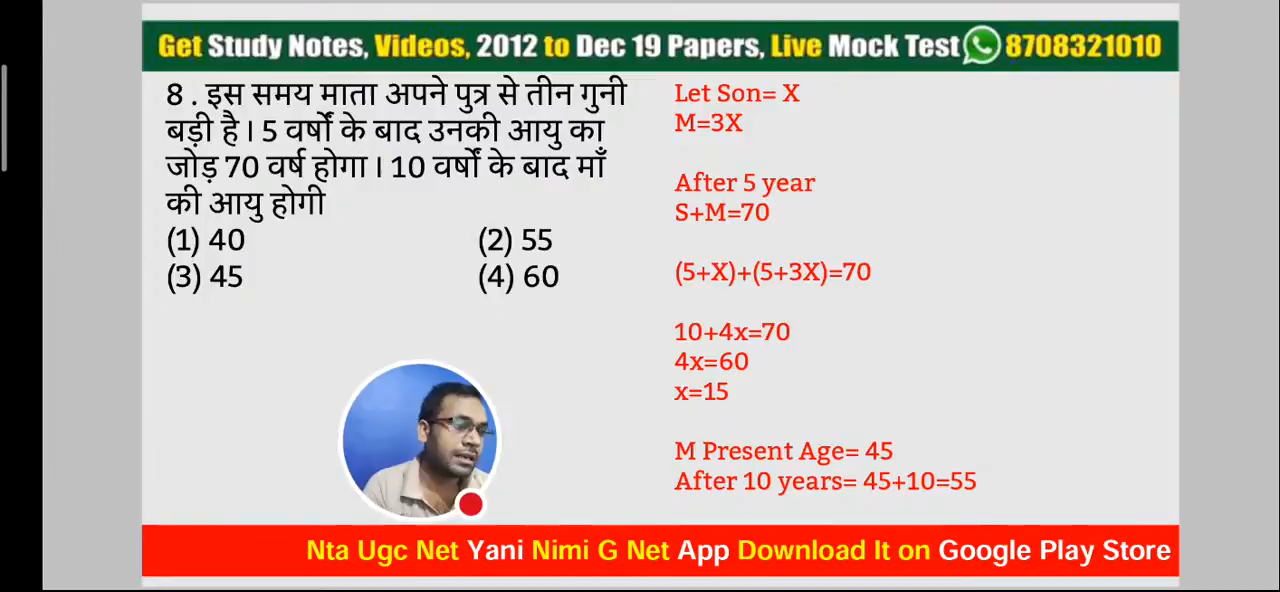 Get Study Notes, Videos, 2012 to Dec 19 Papers, Live Mock Test 8708321010
8 . इस समय माता अपने पुत्र से तीन गुनी
बड़ी है । 5 वर्षों के बाद उनकी आयु का
जोड़ 70 वर्ष होगा । 10 वर्षों के बाद माँ
की आयु होगी
(1) 40 (2) 55
(3) 45 (4) 60
Let Son= X
M=3X
After 5 year
S+M=70
(5+X)+(5+3X)=70
10+4x=70
4x=60
x=15
M Present Age= 45
After 10 years= 45+10=55
Nta Ugc Net Yani Nimi G Net App Download It on Google Play Store